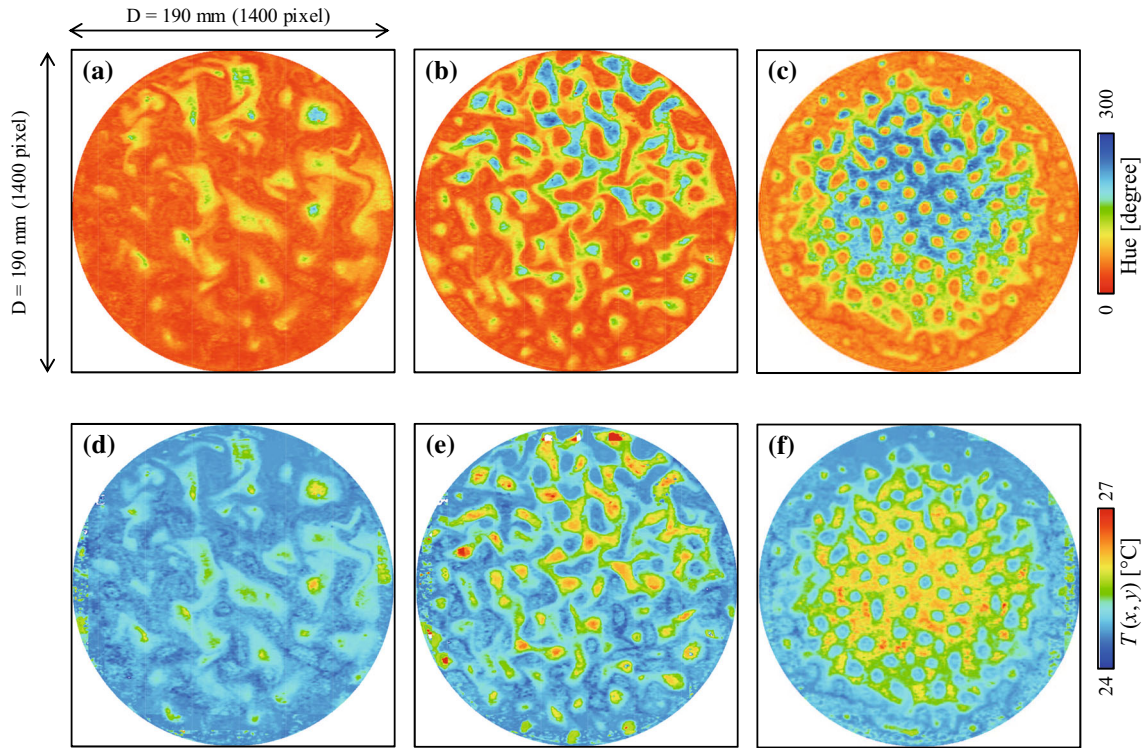 D = 190 mm (1400 pixel)
D = 190 mm (1400 pixel)
(a)
(b)
(c)
300
Hue [degree]
0
(d)
(e)
(f)
27
T (x, y) [°C]
24